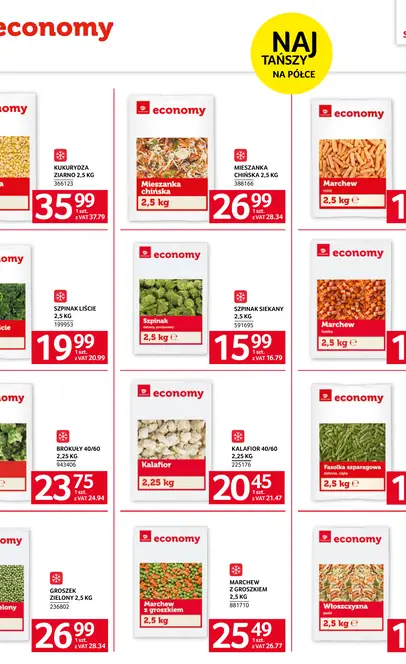 economy
NAJ
TAŃSZY
NA PÓŁCE
KUKURYDZA
ZIARNO 2,5 KG
366123
35 99
1 szt.
z VAT 37.79
economy
Mieszanka
chińska
2,5 kg
MIESZANKA
CHIŃSKA 2,5 KG
388166
26 99
1 szt.
z VAT 28.34
economy
Marchew
2,5 kg
SZPINAK LIŚCIE
2,5 KG
199953
19 99
1 szt.
z VAT 20.99
economy
Szpinak
2,5 kg e
SZPINAK SIEKANY
2,5 KG
591695
15 99
1 szt.
z VAT 16.79
economy
Marchew
kostka
2,5 kg e
BROKUŁY 40/60
2,25 KG
943406
23 75
1 szt.
z VAT 24.94
economy
Kalafior
2,25 kg
KALAFIOR 40/60
2,25 KG
225176
20 45
1 szt.
z VAT 21.47
economy
Fasolka szparagowa
zielona, cięta
2,5 kg e
GROSZEK
ZIELONY 2,5 KG
236802
26 99
1 szt.
z VAT 28.34
economy
Marchew
z groszkiem
2,5 kg
MARCHEW
Z GROSZKIEM
2,5 KG
881710
25 49
1 szt.
z VAT 26.77
economy
Włoszczyzna
paski
2,5 kg e